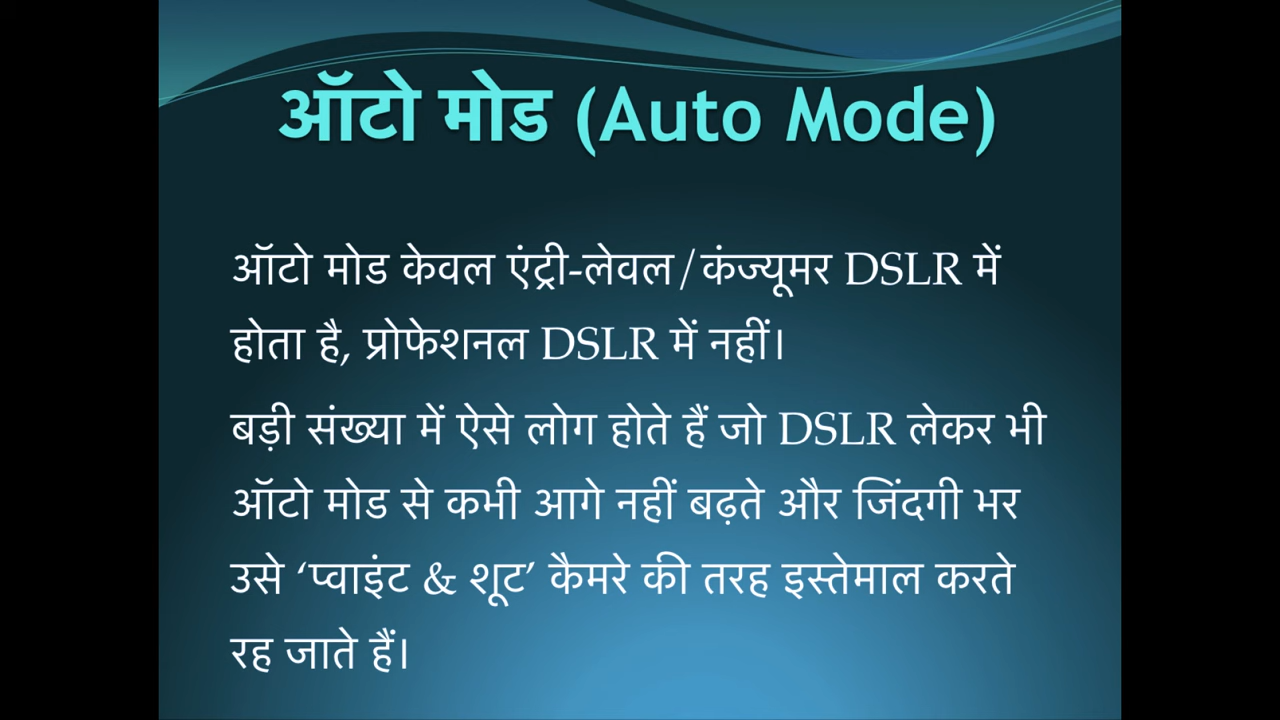 ऑटो मोड (Auto Mode)
ऑटो मोड केवल एंट्री-लेवल/कंज्यूमर DSLR में
होता है, प्रोफेशनल DSLR में नहीं।
बड़ी संख्या में ऐसे लोग होते हैं जो DSLR लेकर भी
ऑटो मोड से कभी आगे नहीं बढ़ते और जिंदगी भर
उसे ‘प्वाइंट & शूट’ कैमरे की तरह इस्तेमाल करते
रह जाते हैं।